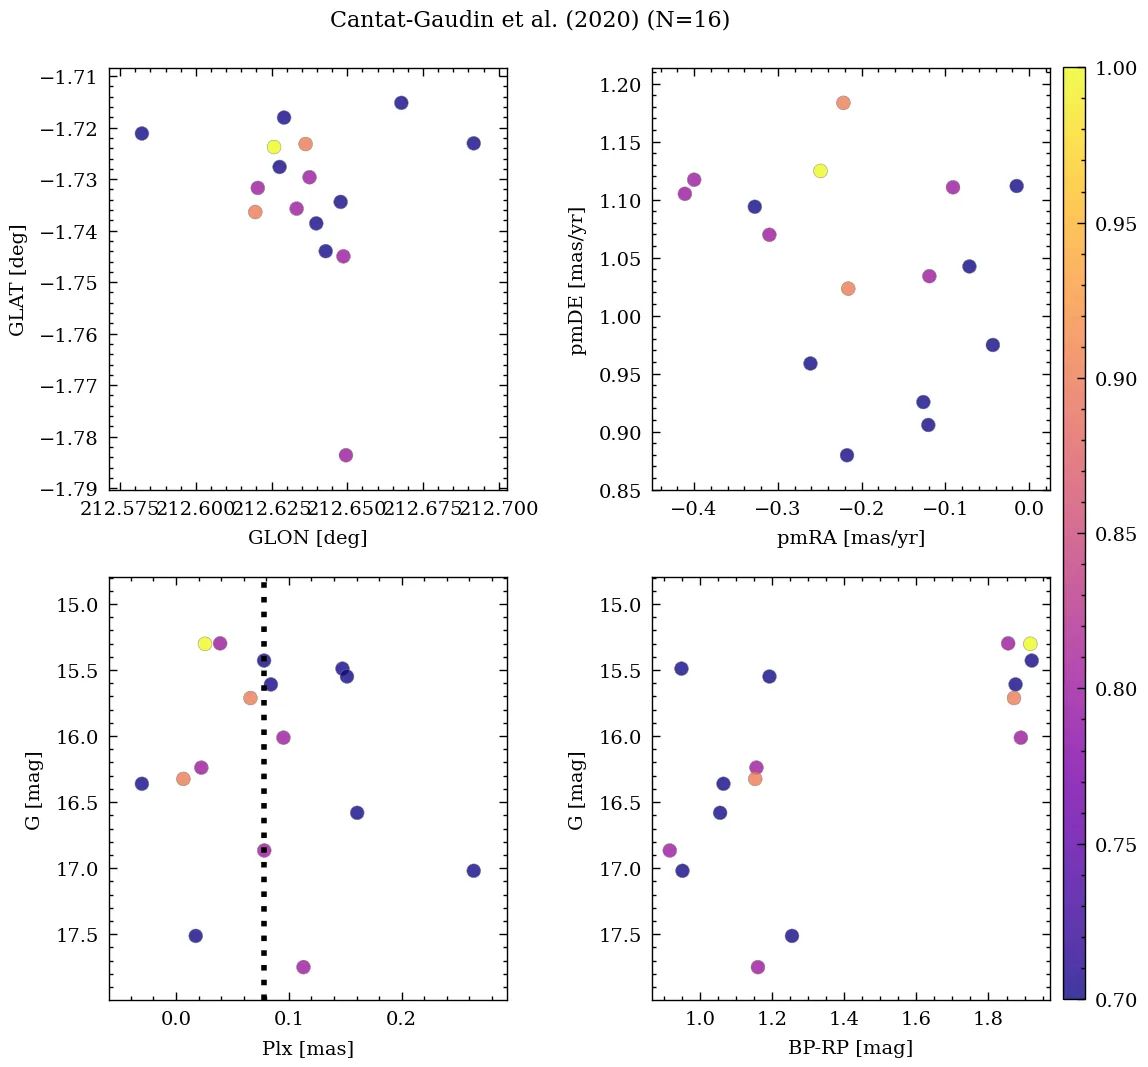 Cantat-Gaudin et al. (2020) (N=16)
−1.71
−1.72
−1.73
−1.74
−1.75
−1.76
−1.77
−1.78
−1.79
GLAT [deg]
212.575 212.600 212.625 212.650 212.675 212.700
GLON [deg]
1.20
1.15
1.10
1.05
1.00
0.95
0.90
0.85
pmDE [mas/yr]
−0.4 −0.3 −0.2 −0.1 0.0
pmRA [mas/yr]
15.0
15.5
16.0
16.5
17.0
17.5
G [mag]
0.0 0.1 0.2
Plx [mas]
15.0
15.5
16.0
16.5
17.0
17.5
G [mag]
1.0 1.2 1.4 1.6 1.8
BP-RP [mag]
1.00
0.95
0.90
0.85
0.80
0.75
0.70